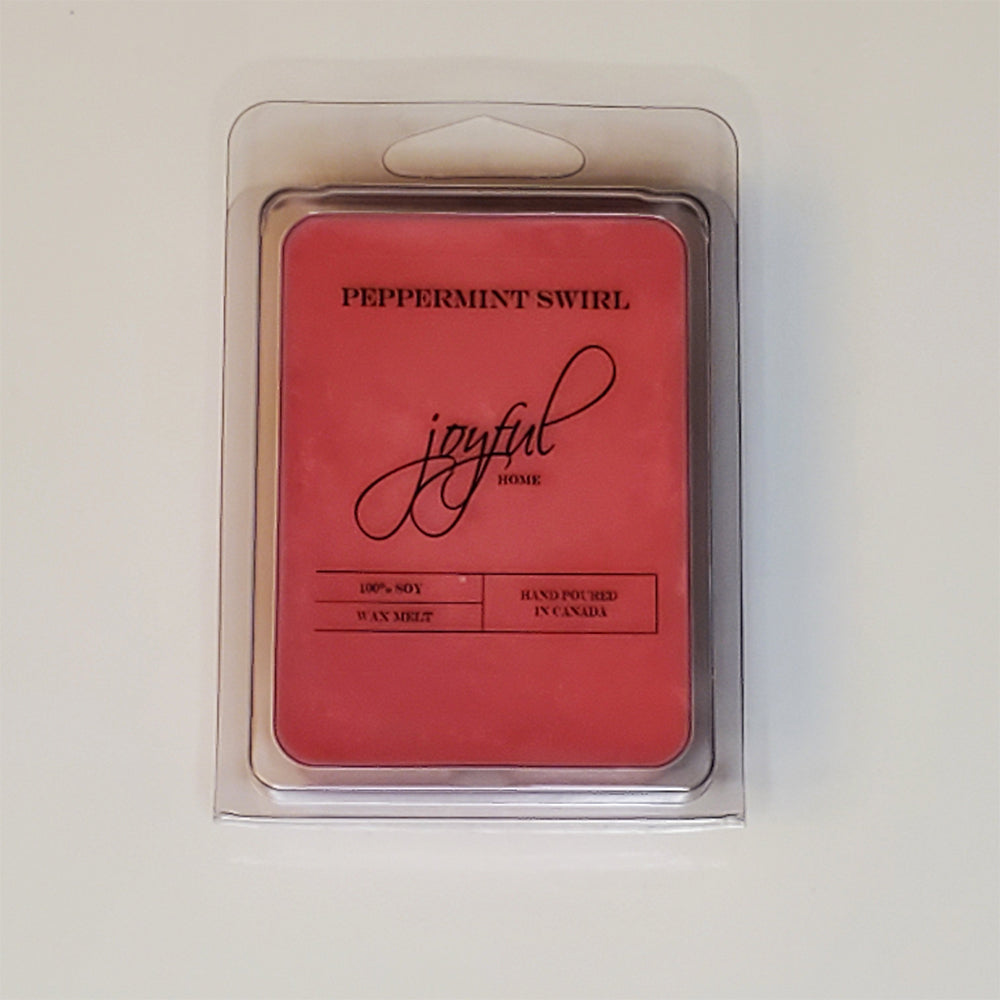 PEPPERMINT SWIRL
joyful
HOME
100% SOY
WAX MELT
HAND POURED
IN CANADA